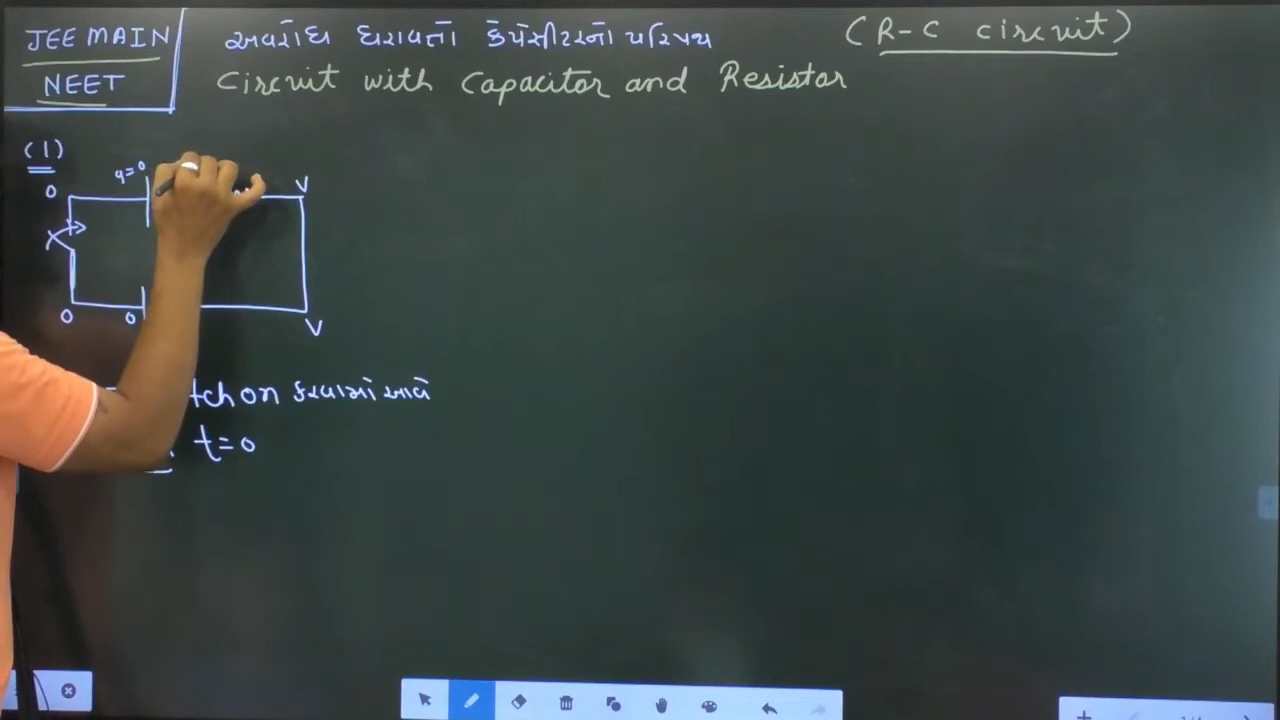 JEE MAIN
NEET
અવરોધ ધરાવતો કેપેસીટરનો પરિપથ
(R-C circuit)
Circuit with Capacitor and Resistor
(1)
q=0
0
V
0
0
V
tch on કરવામાં આવે
t=0